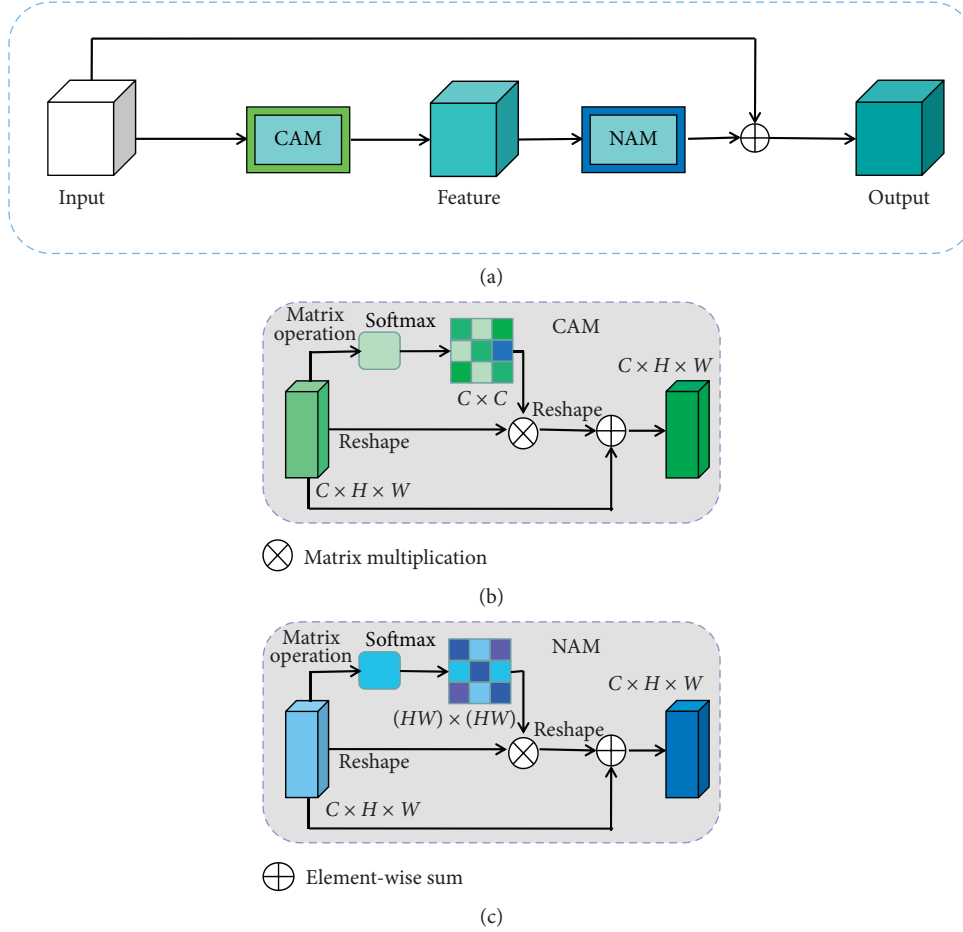 CAM
NAM
Input
Feature
Output
(a)
Matrix
operation
Softmax
CAM
C × H × W
C × C
Reshape
Reshape
C × H × W
Matrix multiplication
(b)
Matrix
operation
Softmax
NAM
C × H × W
(HW) × (HW)
Reshape
Reshape
C × H × W
Element-wise sum
(c)